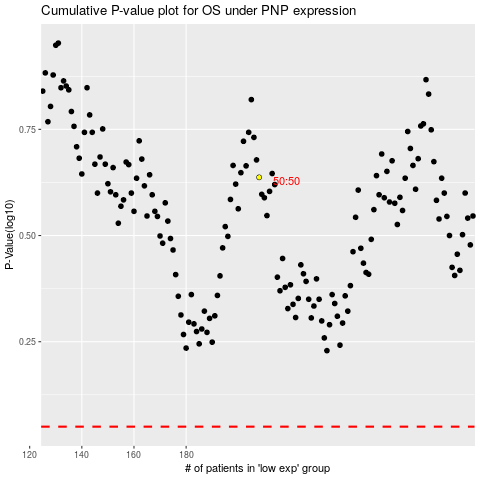 Cumulative P-value plot for OS under PNP expression
P-Value(log10)
0.75
0.50
0.25
50:50
120 140 160 180
# of patients in 'low exp' group